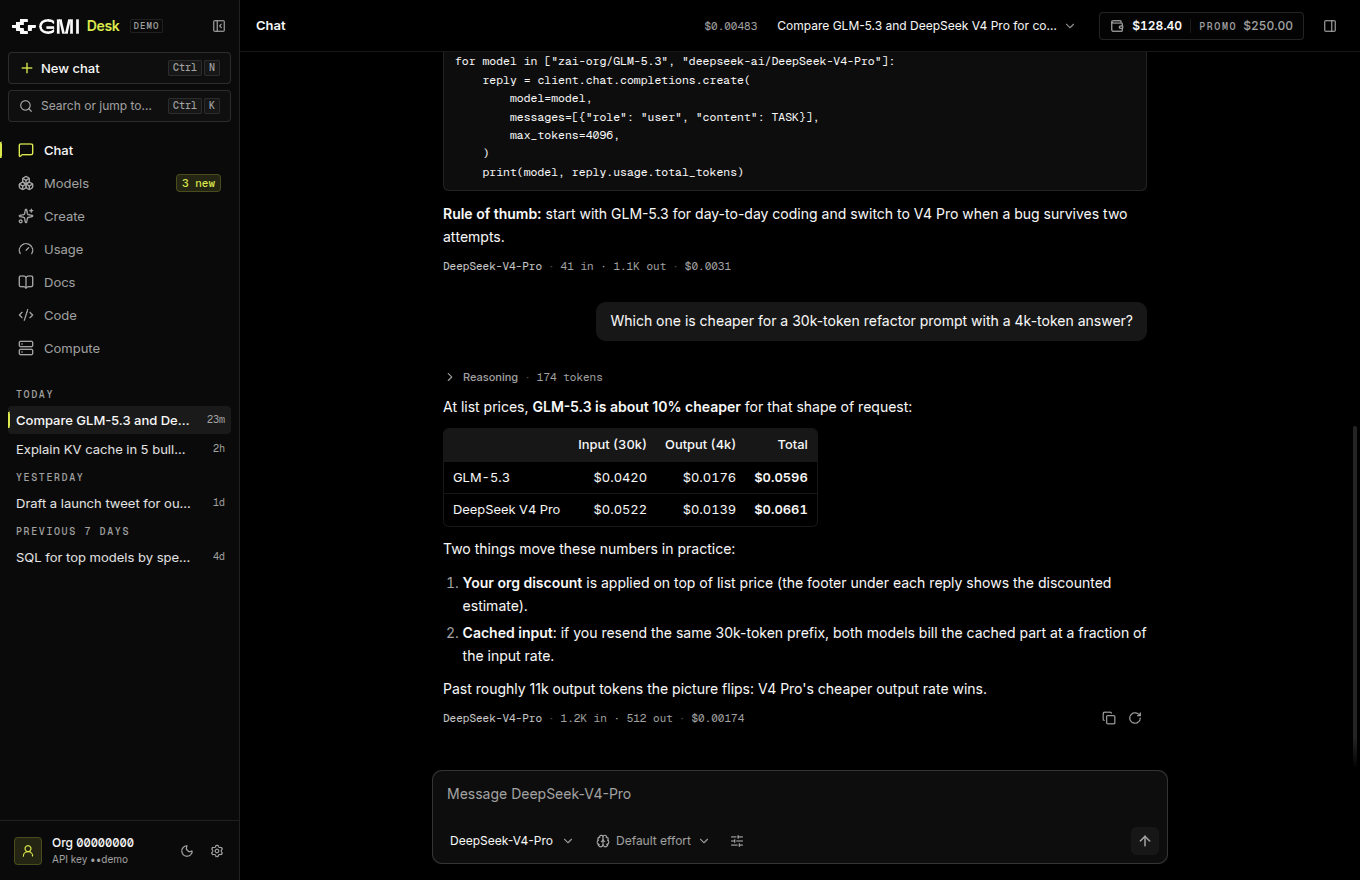 GMI Desk DEMO
New chat Ctrl N
Search or jump to... Ctrl K
Chat
Models 3 new
Create
Usage
Docs
Code
Compute
TODAY
Compare GLM-5.3 and De... 23m
Explain KV cache in 5 bull... 2h
YESTERDAY
Draft a launch tweet for ou... 1d
PREVIOUS 7 DAYS
SQL for top models by spe... 4d
Org 00000000
API key ••demo
Chat
$0.00483 Compare GLM-5.3 and DeepSeek V4 Pro for co... $128.40 PROMO $250.00
for model in ["zai-org/GLM-5.3", "deepseek-ai/DeepSeek-V4-Pro"]:
    reply = client.chat.completions.create(
        model=model,
        messages=[{"role": "user", "content": TASK}],
        max_tokens=4096,
    )
    print(model, reply.usage.total_tokens)
Rule of thumb: start with GLM-5.3 for day-to-day coding and switch to V4 Pro when a bug survives two
attempts.
DeepSeek-V4-Pro · 41 in · 1.1K out · $0.0031
Which one is cheaper for a 30k-token refactor prompt with a 4k-token answer?
Reasoning · 174 tokens
At list prices, GLM-5.3 is about 10% cheaper for that shape of request:
Input (30k) Output (4k) Total
GLM-5.3 $0.0420 $0.0176 $0.0596
DeepSeek V4 Pro $0.0522 $0.0139 $0.0661
Two things move these numbers in practice:
1. Your org discount is applied on top of list price (the footer under each reply shows the discounted
estimate).
2. Cached input: if you resend the same 30k-token prefix, both models bill the cached part at a fraction of
the input rate.
Past roughly 11k output tokens the picture flips: V4 Pro's cheaper output rate wins.
DeepSeek-V4-Pro · 1.2K in · 512 out · $0.00174
Message DeepSeek-V4-Pro
DeepSeek-V4-Pro Default effort